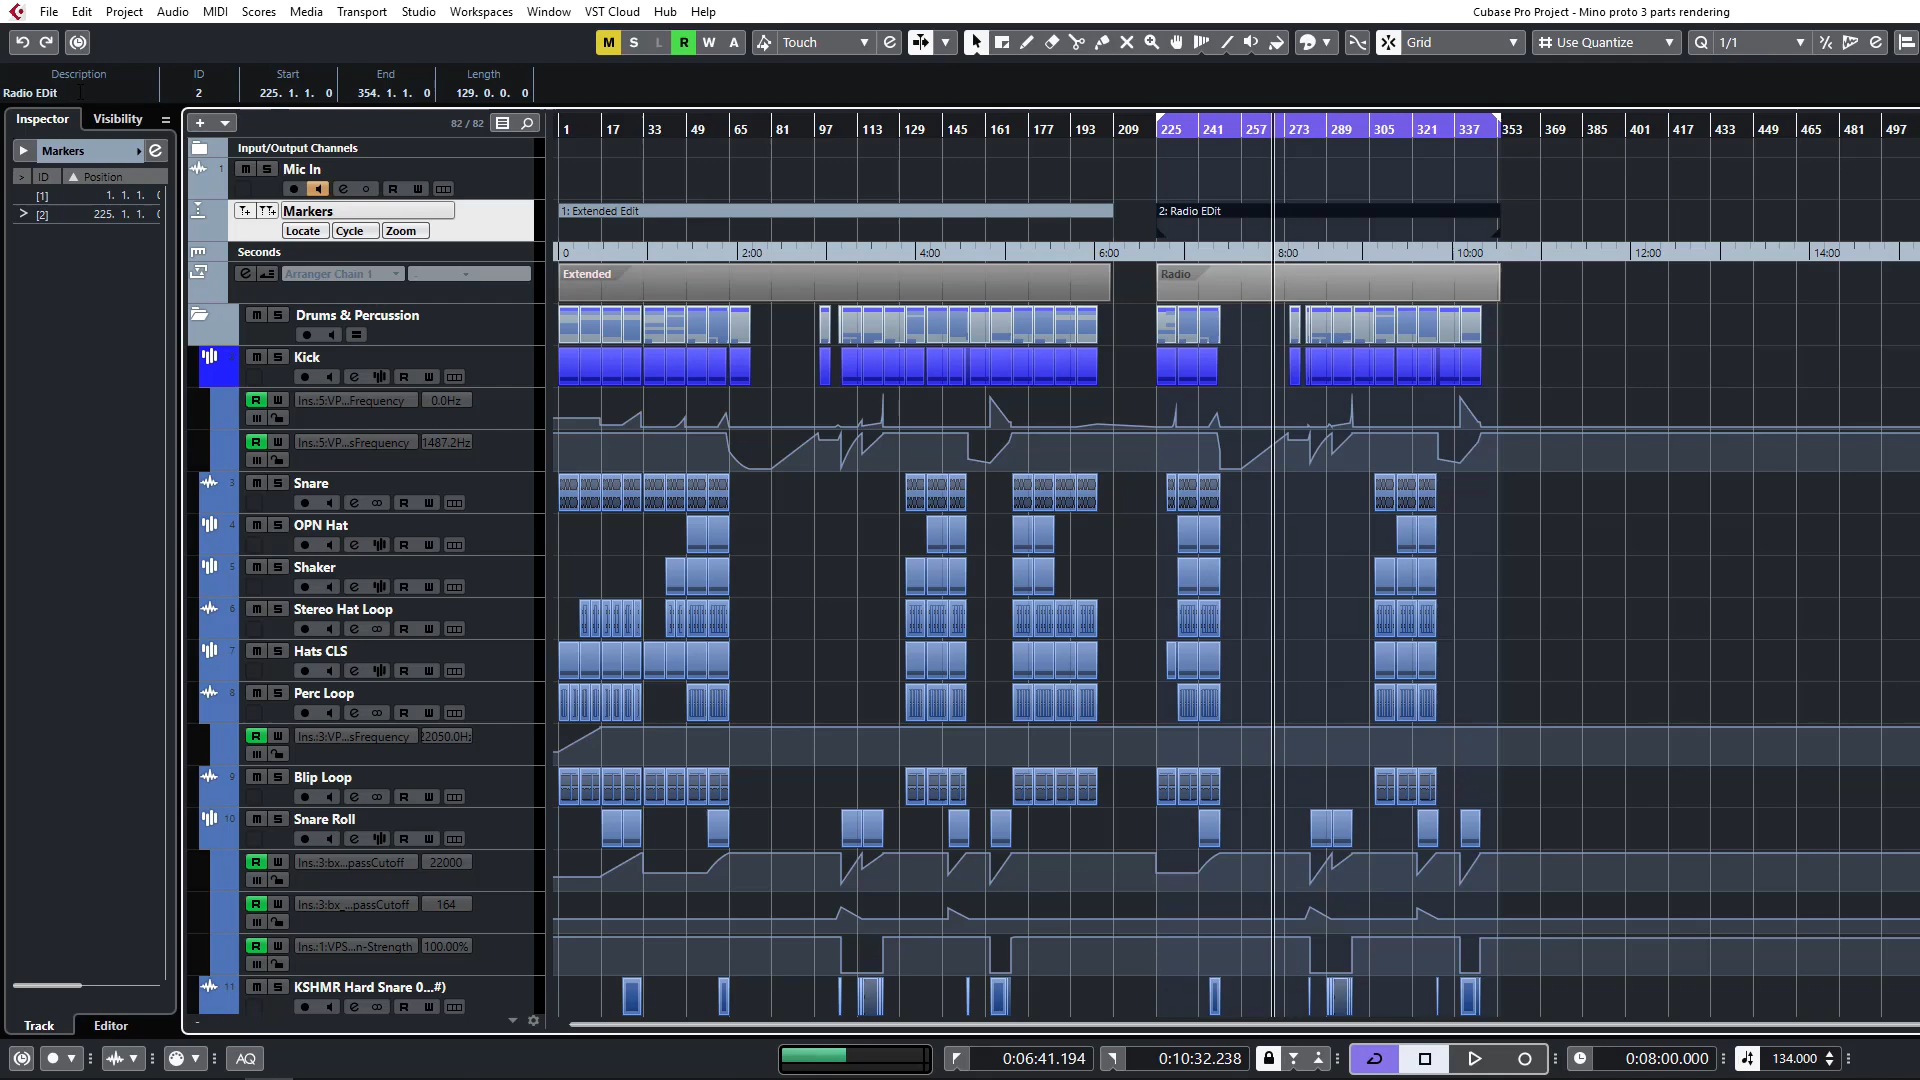 File Edit Project Audio MIDI Scores Media Transport Studio Workspaces Window VST Cloud Hub Help Cubase Pro Project - Mino proto 3 parts rendering
M S L R W A Touch Grid Use Quantize Q 1/1
Description ID Start End Length
Radio EDit 2 225. 1. 1. 0 354. 1. 1. 0 129. 0. 0. 0
Inspector Visibility 82 / 82 1 17 33 49 65 81 97 113 129 145 161 177 193 209 225 241 257 273 289 305 321 337 353 369 385 401 417 433 449 465 481 497
Markers Input/Output Channels
ID Position 1 m S Mic In
[1] 1. 1. 1. R W
[2] 225. 1. 1. Markers 1: Extended Edit 2: Radio EDit
Locate Cycle Zoom
Seconds 0 2:00 4:00 6:00 8:00 10:00 12:00 14:00
Arranger Chain 1 Extended Radio
m S Drums & Percussion
m S Kick
R W
R W Ins.:5:VP...Frequency 0.0Hz
R W Ins.:5:VP...sFrequency 1487.2Hz
3 m S Snare
R W
4 m S OPN Hat
R W
5 m S Shaker
R W
6 m S Stereo Hat Loop
R W
7 m S Hats CLS
R W
8 m S Perc Loop
R W
R W Ins.:3:VP...sFrequency 22050.0Hz
9 m S Blip Loop
R W
10 m S Snare Roll
R W
R W Ins.:3:bx...passCutoff 22000
R W Ins.:3:bx_...passCutoff 164
R W Ins.:1:VPS...n-Strength 100.00%
11 m S KSHMR Hard Snare 0...#)
R W
Track Editor
AQ 0:06:41.194 0:10:32.238 0:08:00.000 134.000